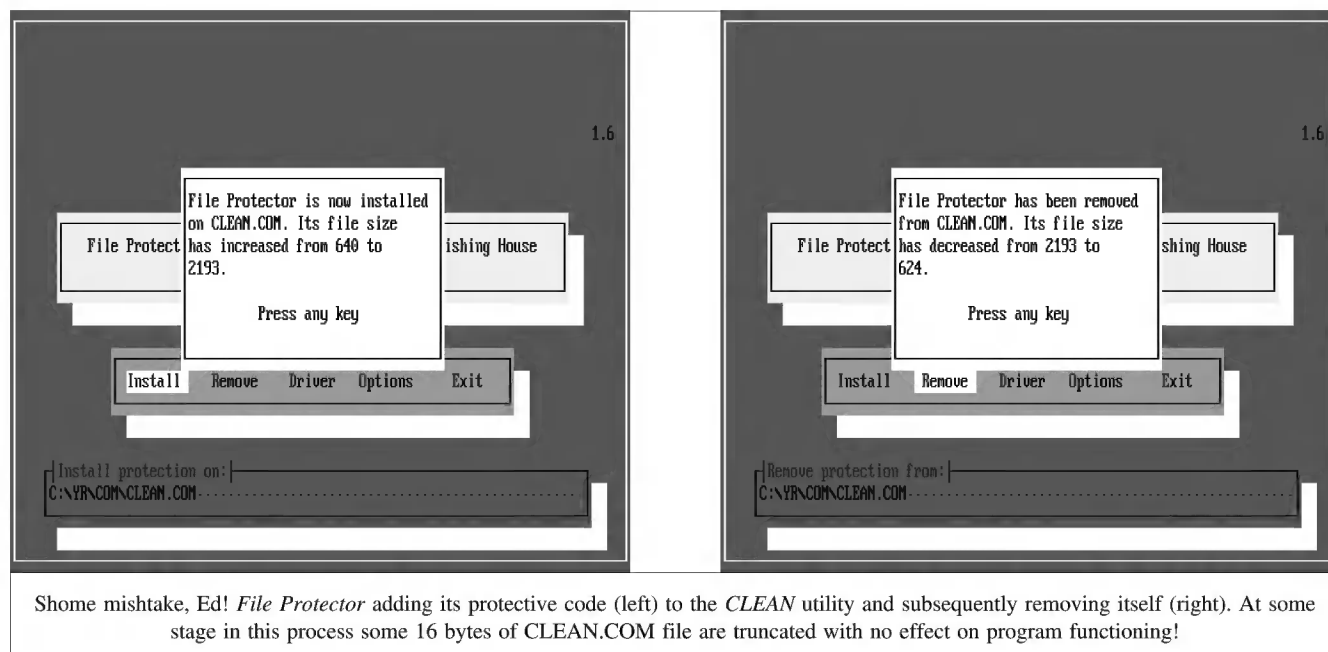 1.6
File Protector is now installed
on CLEAN.COM. Its file size
has increased from 640 to
2193.
Press any key
File Protect
ishing House
Install Remove Driver Options Exit
Install protection on:
C:\YR\COM\CLEAN.COM
1.6
File Protector has been removed
from CLEAN.COM. Its file size
has decreased from 2193 to
624.
Press any key
File Protect
shing House
Install Remove Driver Options Exit
Remove protection from:
C:\YR\COM\CLEAN.COM
Shome mishtake, Ed! File Protector adding its protective code (left) to the CLEAN utility and subsequently removing itself (right). At some
stage in this process some 16 bytes of CLEAN.COM file are truncated with no effect on program functioning!